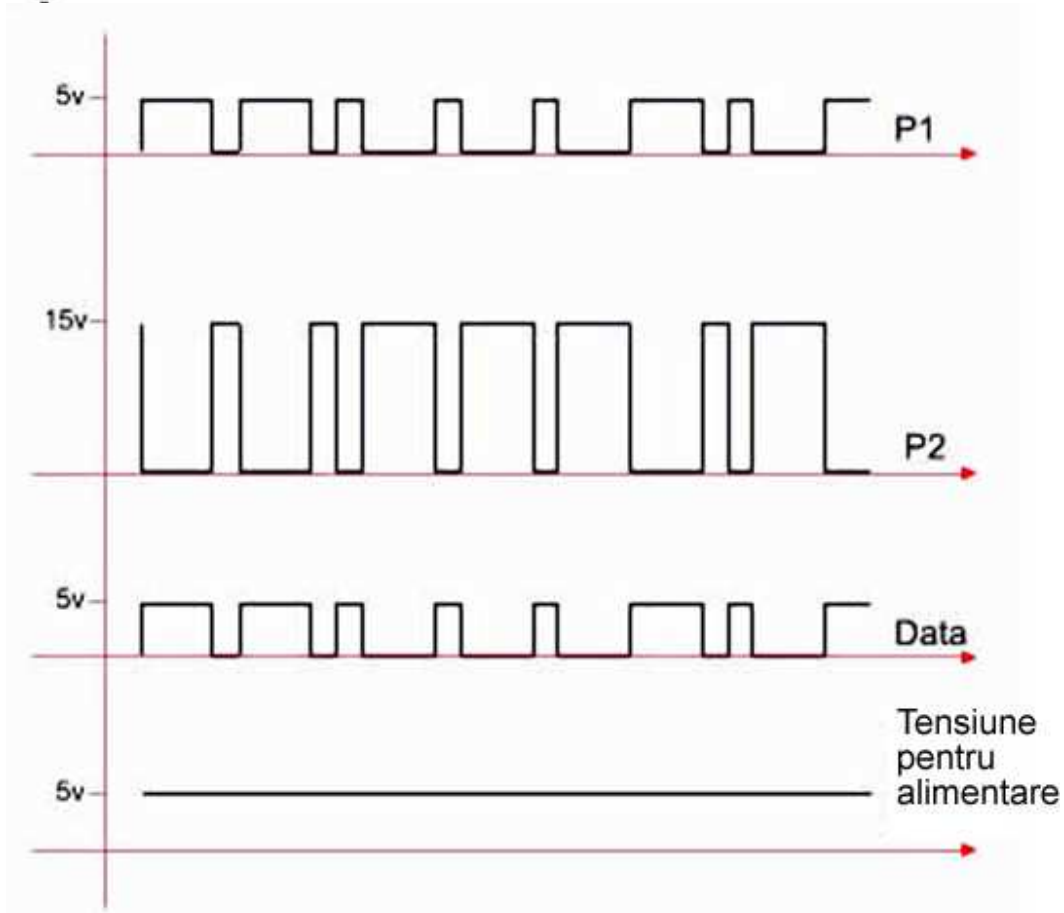 5v
P1
15v
P2
5v
Data
Tensiune
pentru
5v
alimentare